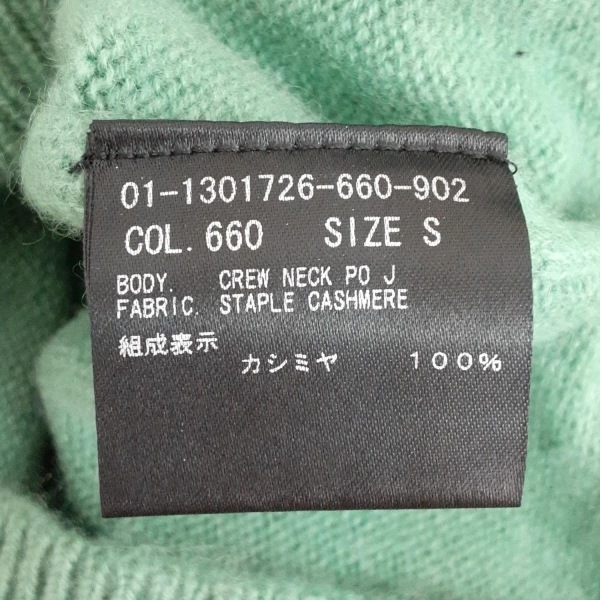 01-1301726-660-902
COL. 660 SIZE S
BODY. CREW NECK PO J
FABRIC. STAPLE CASHMERE
組成表示
カシミヤ 100%